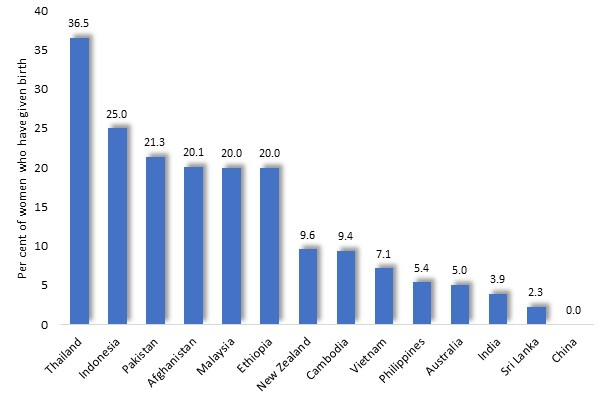 40
35
30
25
20
15
10
5
0
Per cent of women who have given birth
36.5
25.0
21.3
20.1
20.0
20.0
9.6
9.4
7.1
5.4
5.0
3.9
2.3
0.0
Thailand
Indonesia
Pakistan
Afghanistan
Malaysia
Ethiopia
New Zealand
Cambodia
Vietnam
Philippines
Australia
India
Sri Lanka
China